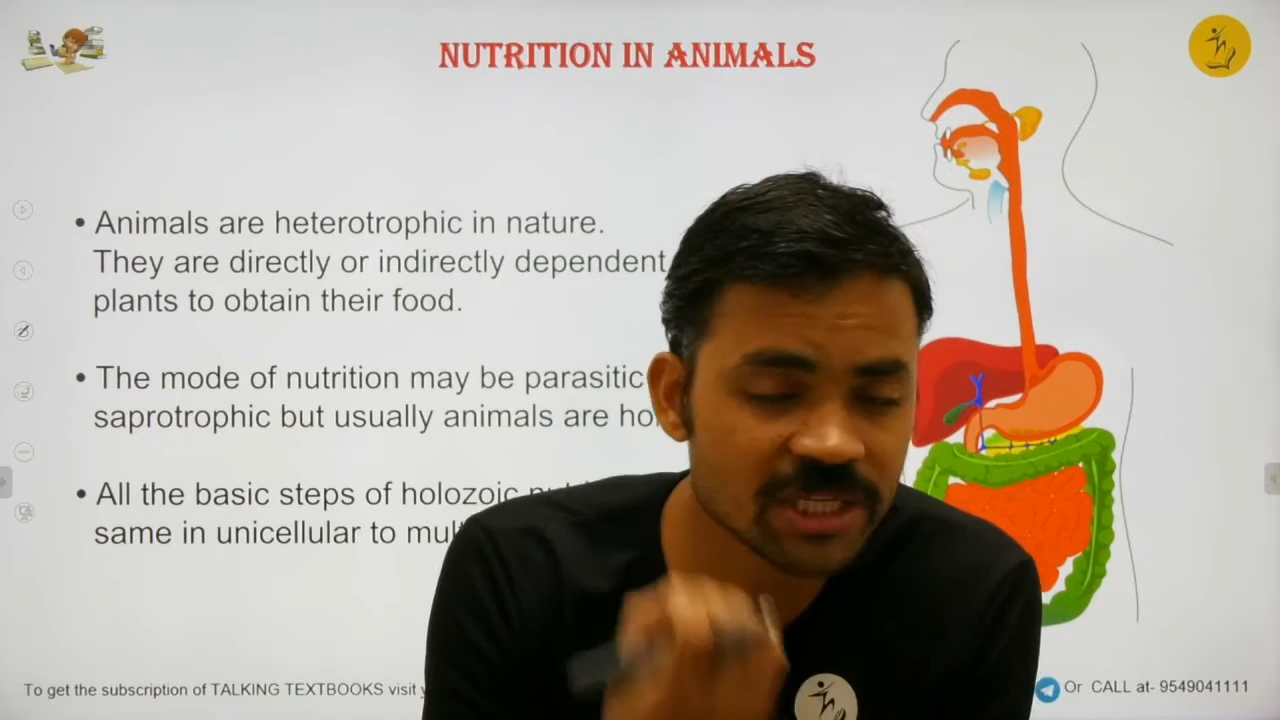 NUTRITION IN ANIMALS
• Animals are heterotrophic in nature.
They are directly or indirectly dependent
plants to obtain their food.
• The mode of nutrition may be parasitic
saprotrophic but usually animals are
• All the basic steps of holozoic
same in unicellular to
To get the subscription of TALKING TEXTBOOKS visit
Or CALL at- 9549041111